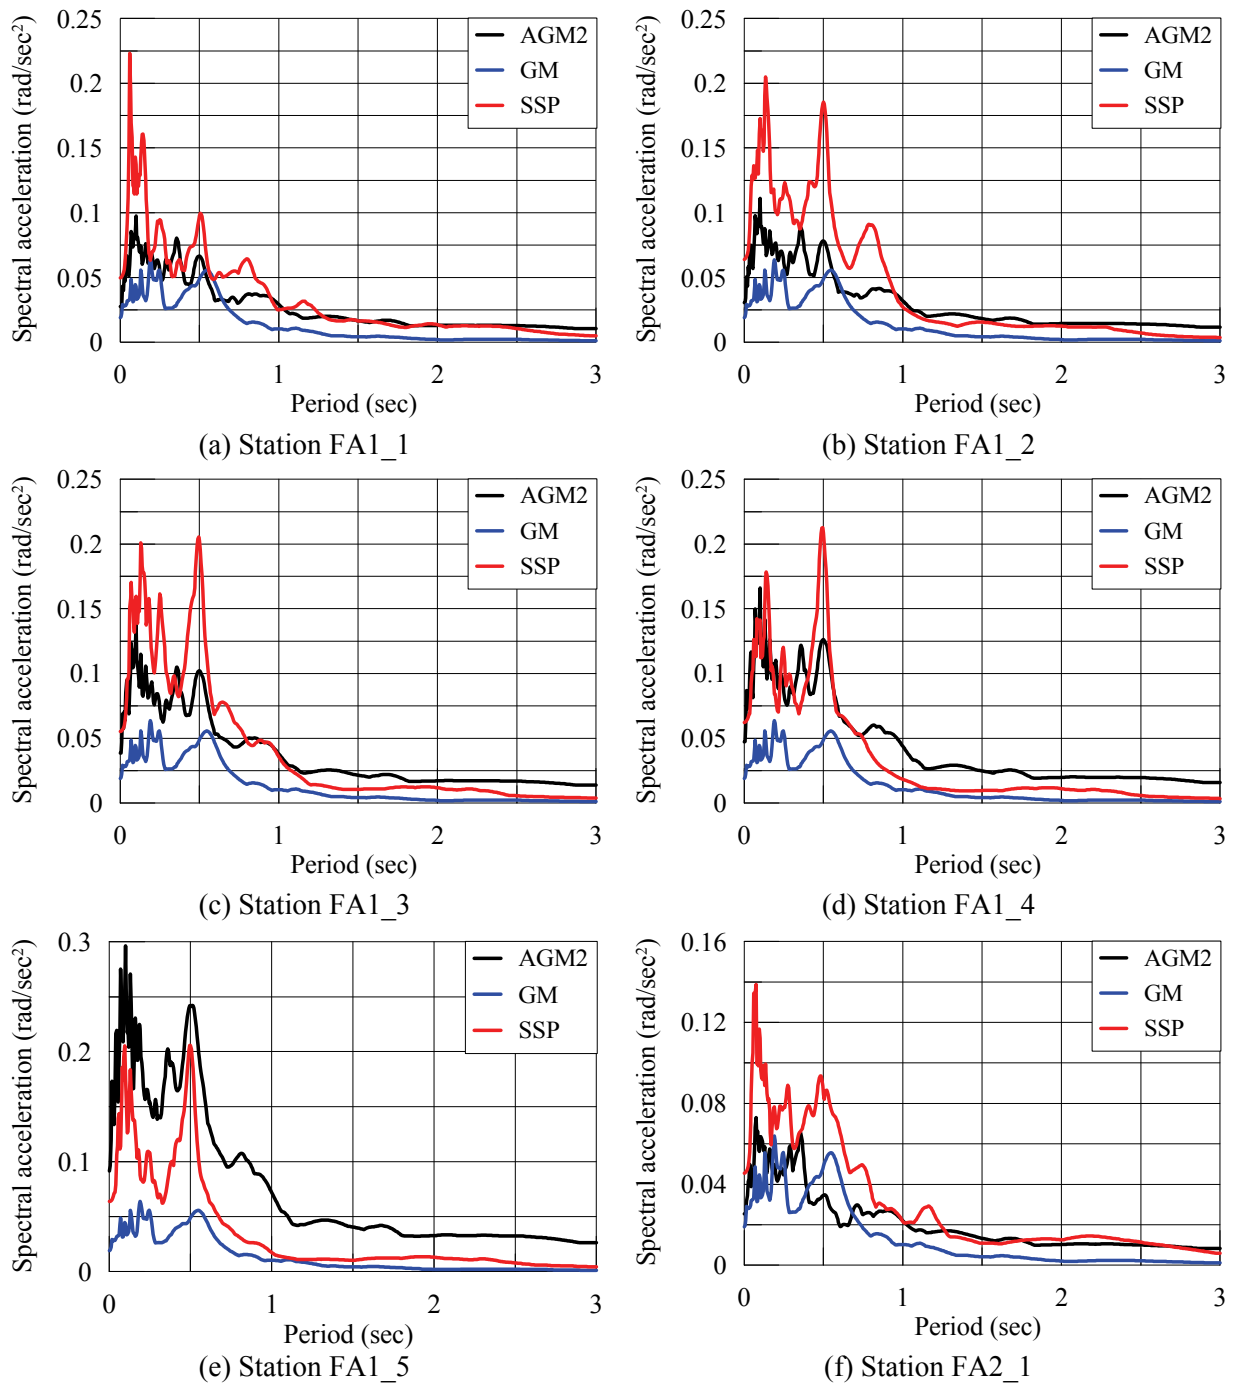 Spectral acceleration (rad/sec²)
0.25
0.2
0.15
0.1
0.05
0
AGM2
GM
SSP
0 1 2 3
Period (sec)
(a) Station FA1_1
Spectral acceleration (rad/sec²)
0.25
0.2
0.15
0.1
0.05
0
AGM2
GM
SSP
0 1 2 3
Period (sec)
(b) Station FA1_2
Spectral acceleration (rad/sec²)
0.25
0.2
0.15
0.1
0.05
0
AGM2
GM
SSP
0 1 2 3
Period (sec)
(c) Station FA1_3
Spectral acceleration (rad/sec²)
0.25
0.2
0.15
0.1
0.05
0
AGM2
GM
SSP
0 1 2 3
Period (sec)
(d) Station FA1_4
Spectral acceleration (rad/sec²)
0.3
0.2
0.1
0
AGM2
GM
SSP
0 1 2 3
Period (sec)
(e) Station FA1_5
Spectral acceleration (rad/sec²)
0.16
0.12
0.08
0.04
0
AGM2
GM
SSP
0 1 2 3
Period (sec)
(f) Station FA2_1